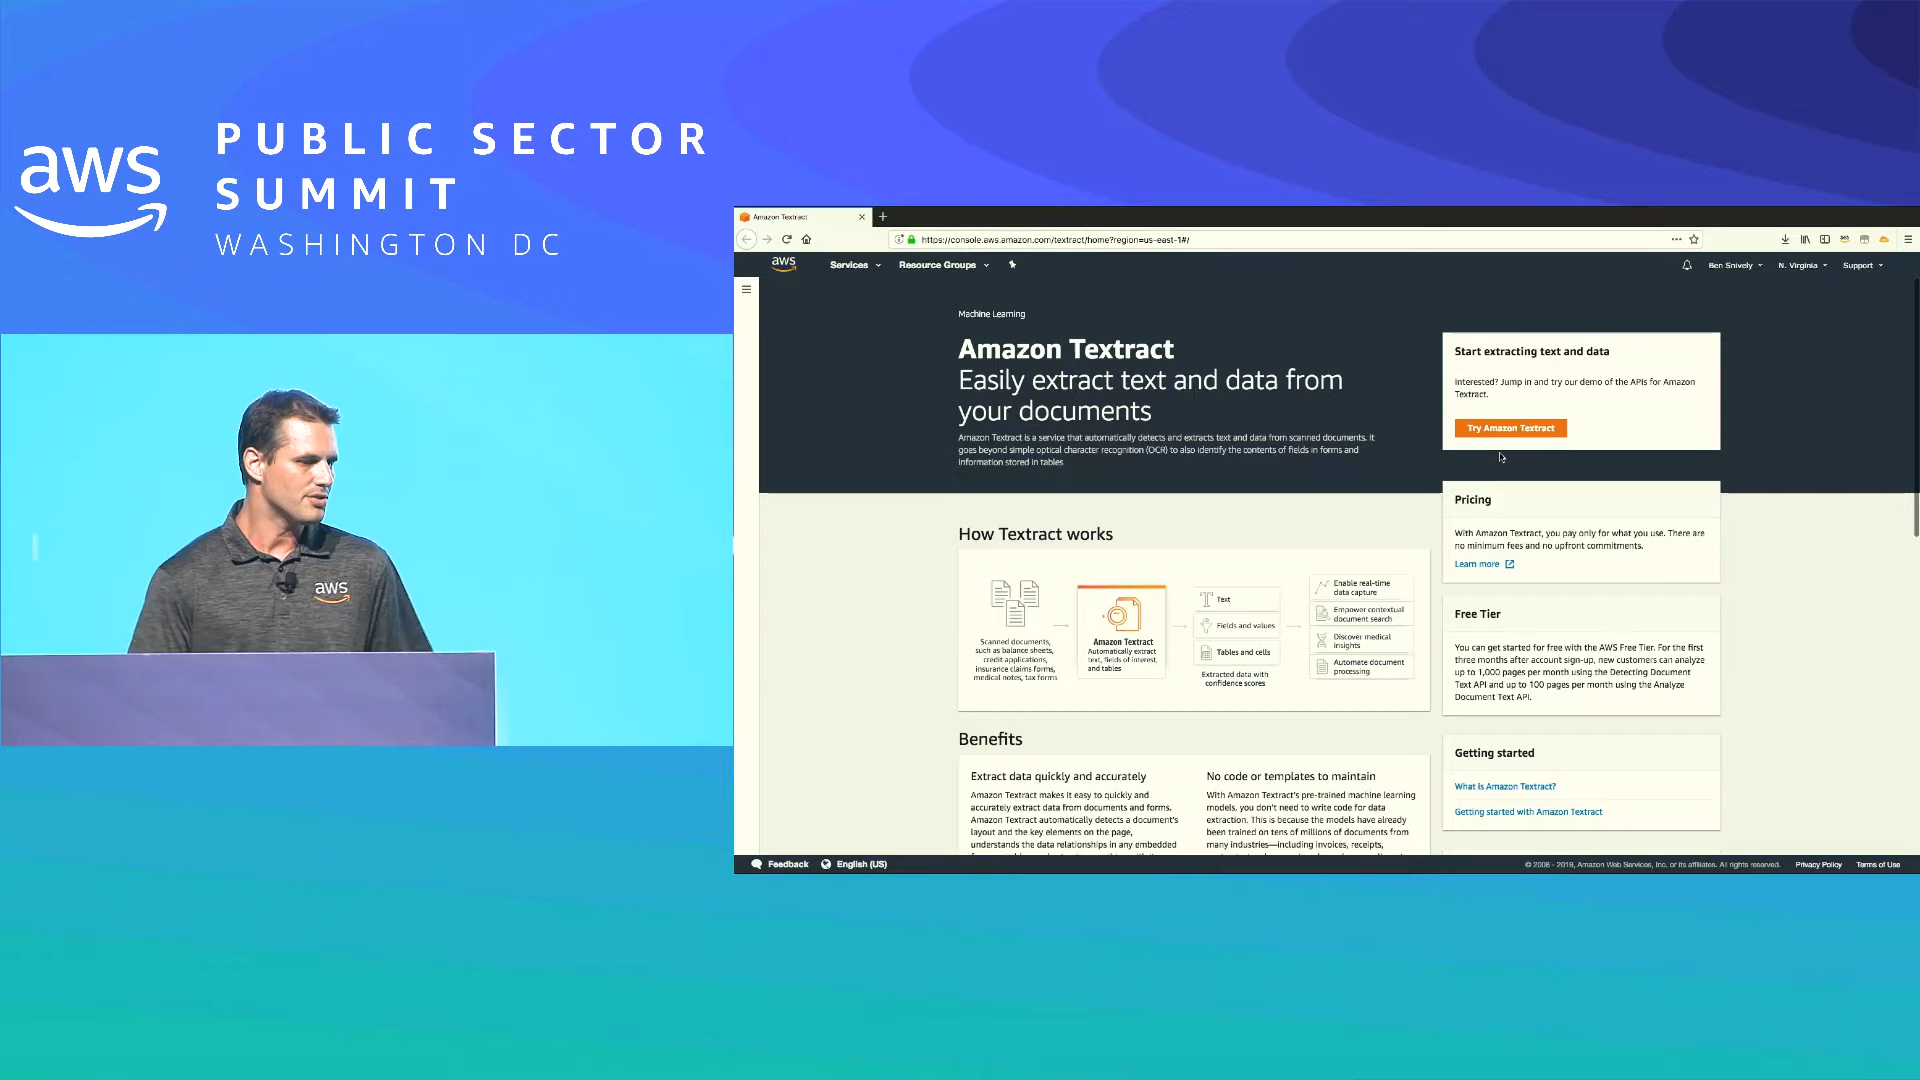 aws
PUBLIC SECTOR
SUMMIT
WASHINGTON DC
aws
Amazon Textract
https://console.aws.amazon.com/textract/home?region=us-east-1#/
aws
Services
Resource Groups
Ben Snively
N. Virginia
Support
Machine Learning
Amazon Textract
Easily extract text and data from
your documents
Amazon Textract is a service that automatically detects and extracts text and data from scanned documents. It
goes beyond simple optical character recognition (OCR) to also identify the contents of fields in forms and
information stored in tables
Start extracting text and data
Interested? Jump in and try our demo of the APIs for Amazon
Textract.
Try Amazon Textract
How Textract works
Scanned documents,
such as balance sheets,
credit applications,
insurance claims forms,
medical notes, tax forms
Amazon Textract
Automatically extract
text, fields of interest,
and tables
Text
Fields and values
Tables and cells
Extracted data with
confidence scores
Enable real-time
data capture
Empower contextual
document search
Discover medical
insights
Automate document
processing
Pricing
With Amazon Textract, you pay only for what you use. There are
no minimum fees and no upfront commitments.
Learn more
Free Tier
You can get started for free with the AWS Free Tier. For the first
three months after account sign-up, new customers can analyze
up to 1,000 pages per month using the Detecting Document
Text API and up to 100 pages per month using the Analyze
Document Text API.
Benefits
Extract data quickly and accurately
Amazon Textract makes it easy to quickly and
accurately extract data from documents and forms.
Amazon Textract automatically detects a document's
layout and the key elements on the page,
understands the data relationships in any embedded
No code or templates to maintain
With Amazon Textract's pre-trained machine learning
models, you don't need to write code for data
extraction. This is because the models have already
been trained on tens of millions of documents from
many industries—including invoices, receipts,
Getting started
What is Amazon Textract?
Getting started with Amazon Textract
Feedback
English (US)
© 2008 - 2019, Amazon Web Services, Inc. or its affiliates. All rights reserved.
Privacy Policy
Terms of Use